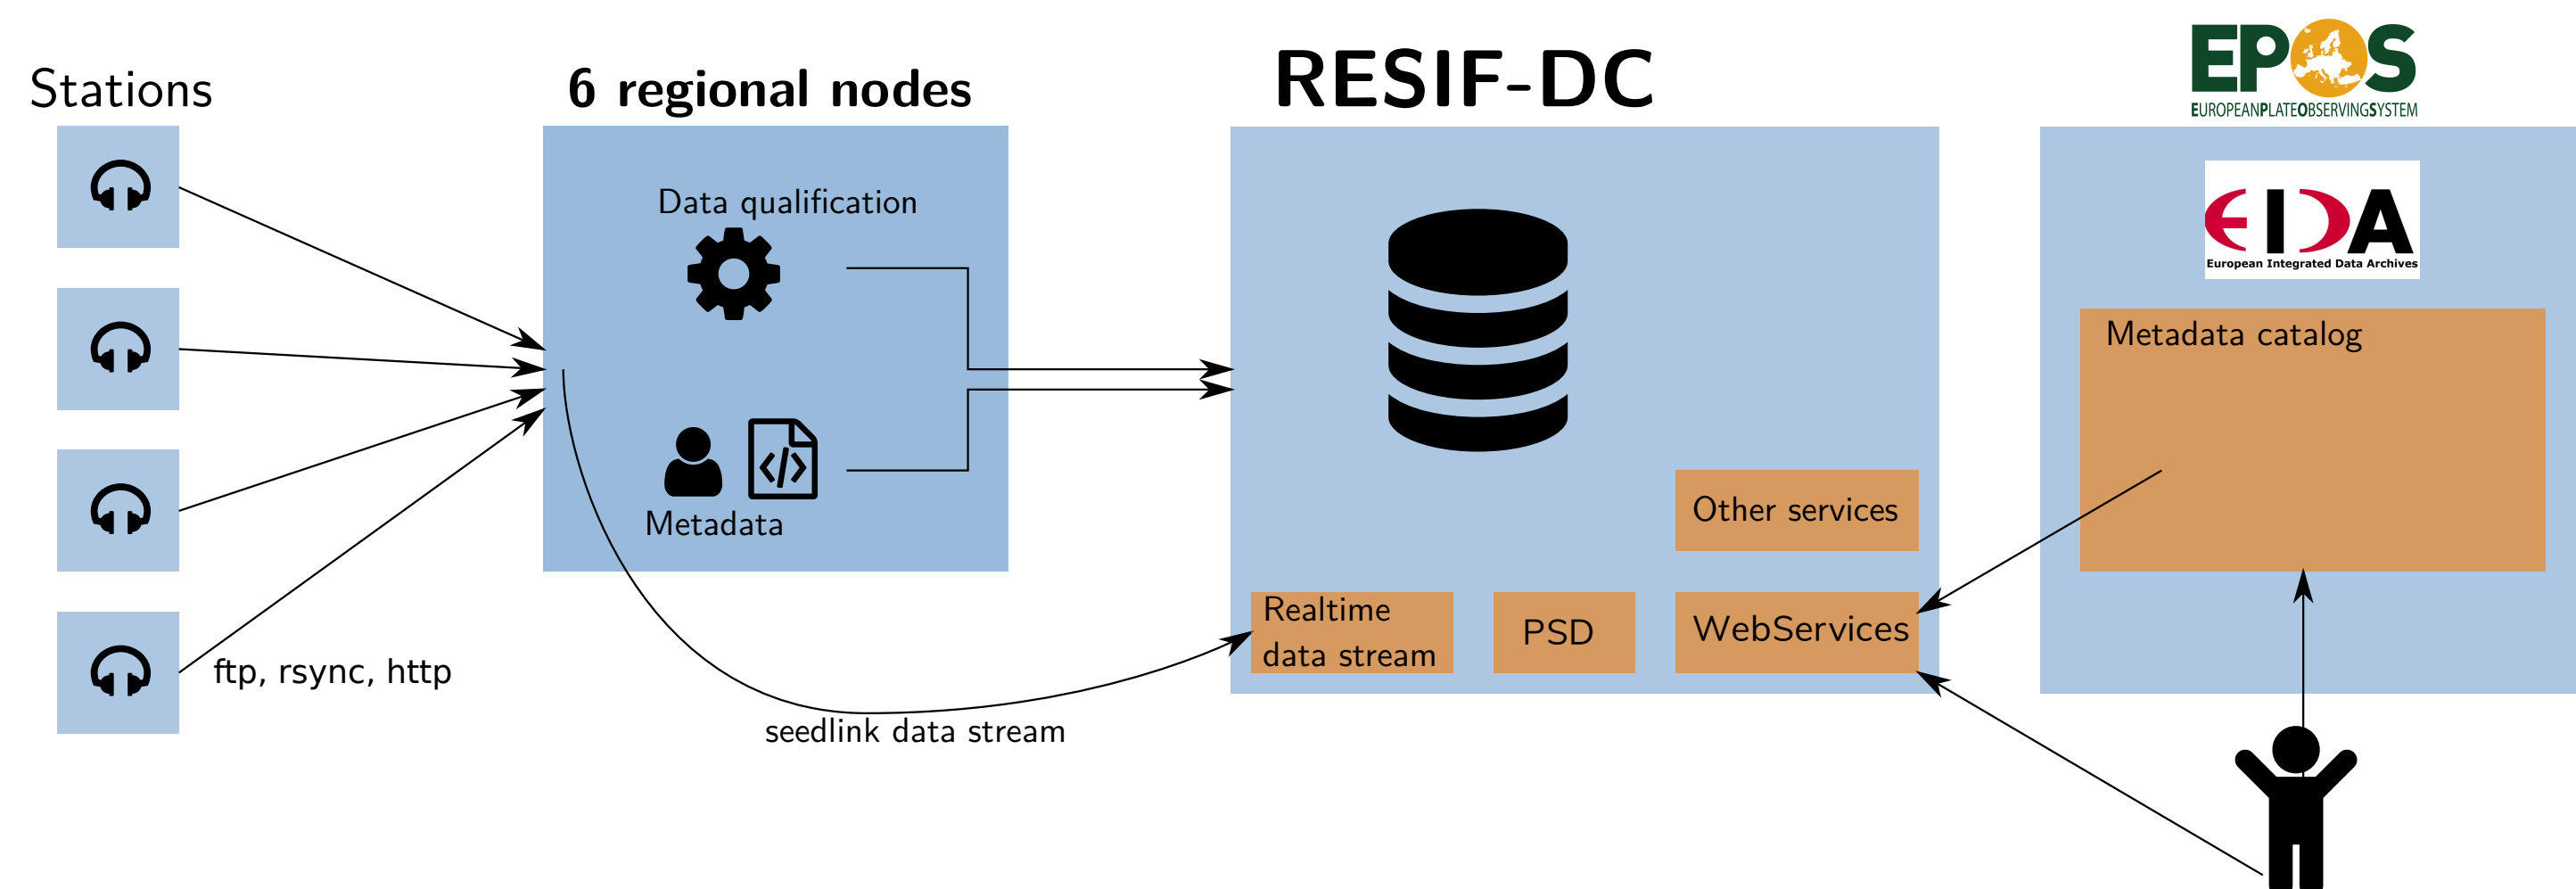 Stations
ftp, rsync, http
6 regional nodes
Data qualification
Metadata
seedlink data stream
RESIF-DC
Other services
Realtime
data stream
PSD
WebServices
EPOS
EUROPEANPLATEOBSERVINGSYSTEM
EIDA
European Integrated Data Archives
Metadata catalog